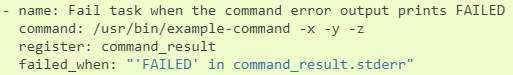 - name: Fail task when the command error output prints FAILED
  command: /usr/bin/example-command -x -y -z
  register: command_result
  failed_when: "'FAILED' in command_result.stderr"